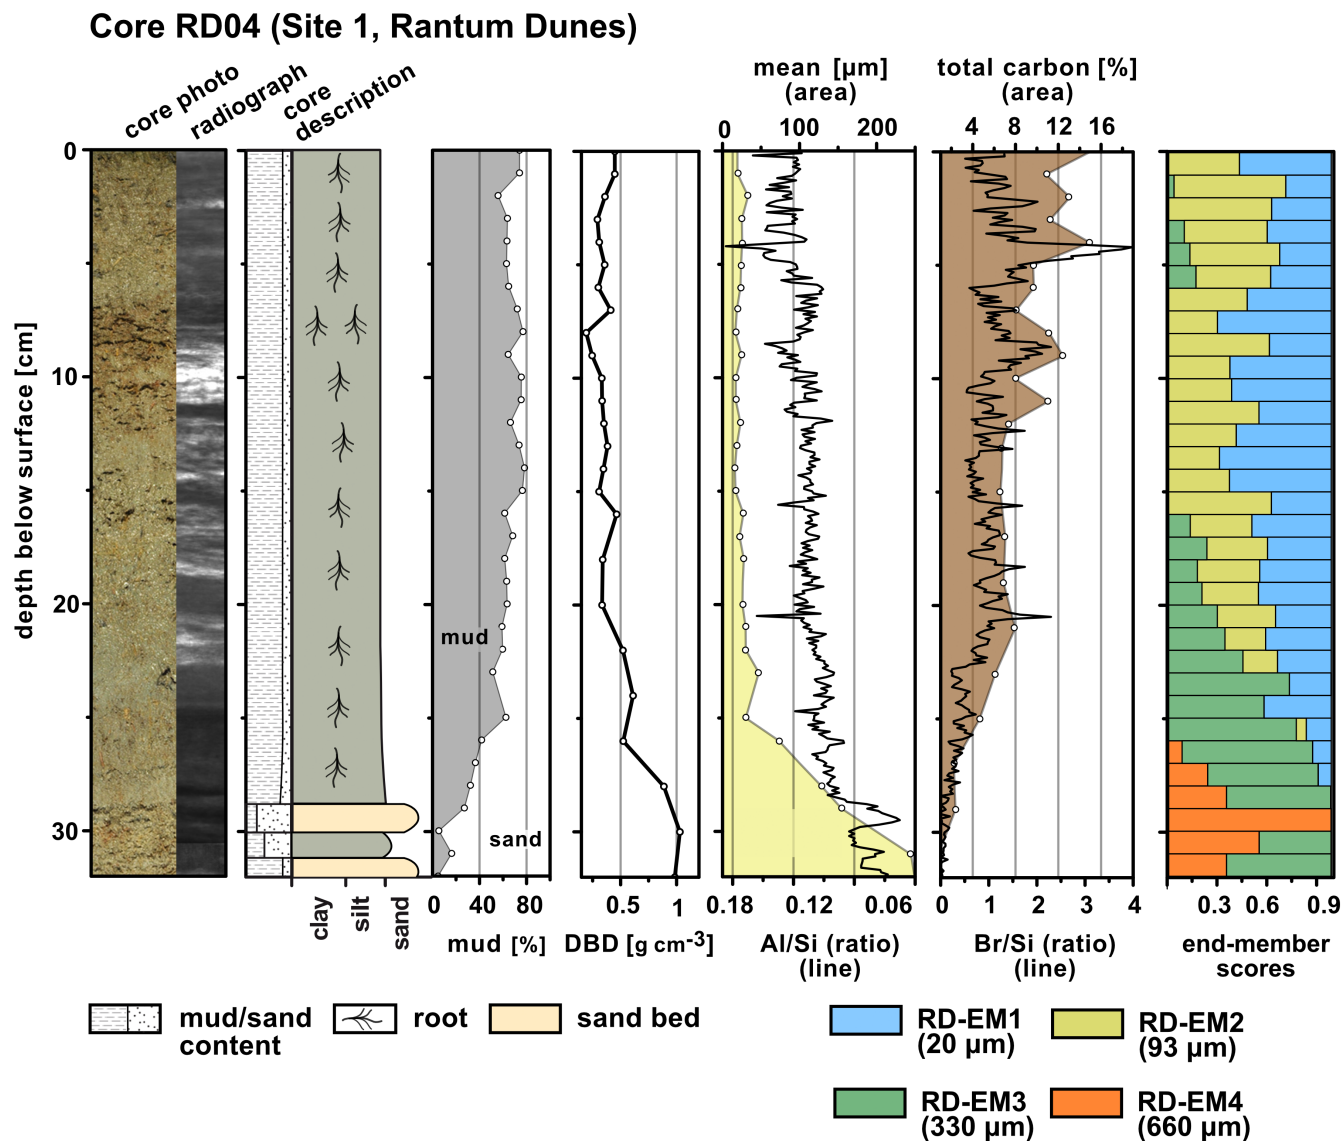 Core RD04 (Site 1, Rantum Dunes)
core photo
radiograph
core
description
mean [µm]
(area)
total carbon [%]
(area)
0 100 200
4 8 12 16
depth below surface [cm]
0
10
20
30
mud
sand
clay
silt
sand
0 40 80
0.5 1
0.18 0.12 0.06
0 1 2 3 4
0.3 0.6 0.9
mud [%]
DBD [g cm-3]
Al/Si (ratio)
(line)
Br/Si (ratio)
(line)
end-member
scores
mud/sand
content
root
sand bed
RD-EM1
(20 µm)
RD-EM2
(93 µm)
RD-EM3
(330 µm)
RD-EM4
(660 µm)